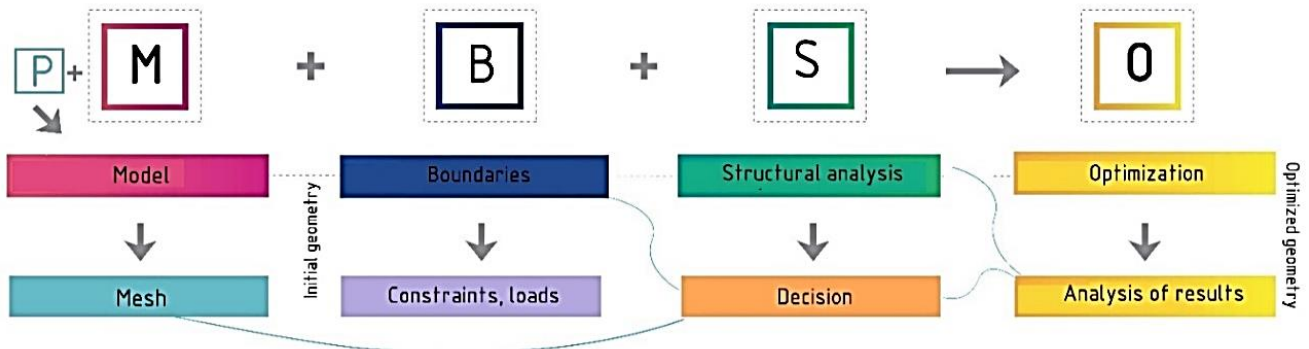 P + M + B + S → O
Model
Boundaries
Structural analysis
Optimization
Initial geometry
Optimized geometry
Mesh
Constraints, loads
Decision
Analysis of results